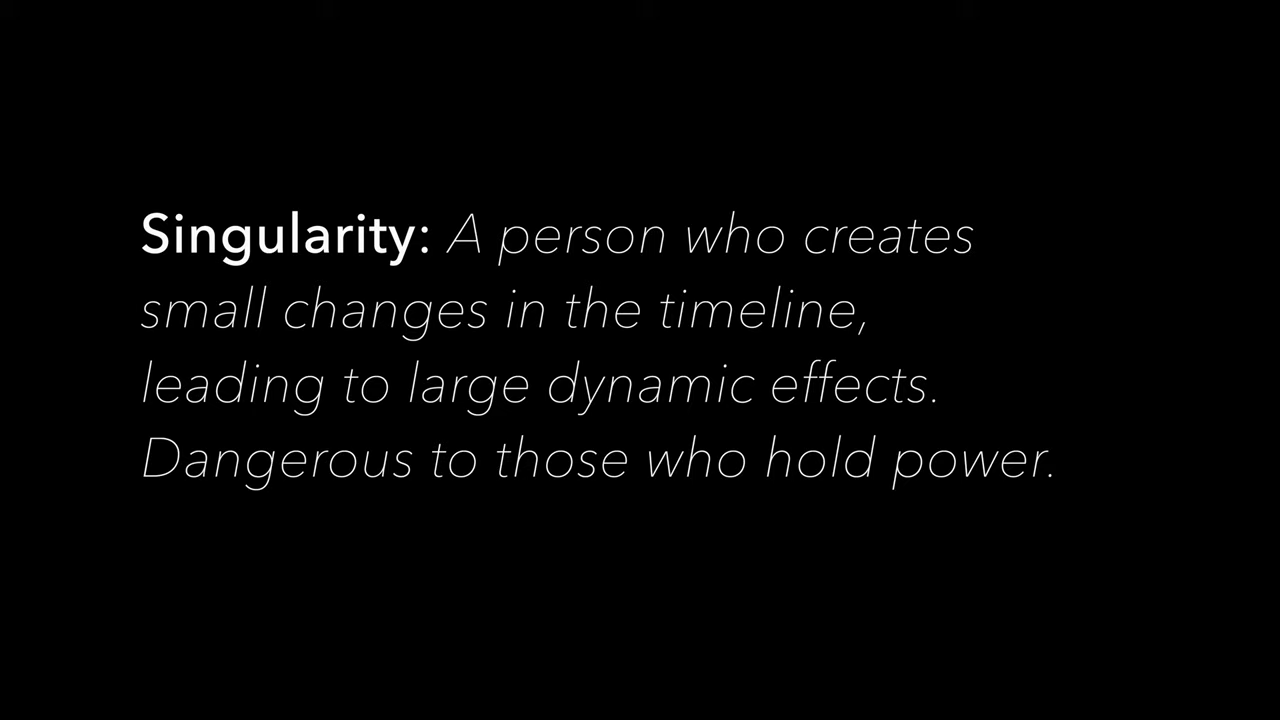 Singularity: A person who creates
small changes in the timeline,
leading to large dynamic effects.
Dangerous to those who hold power.